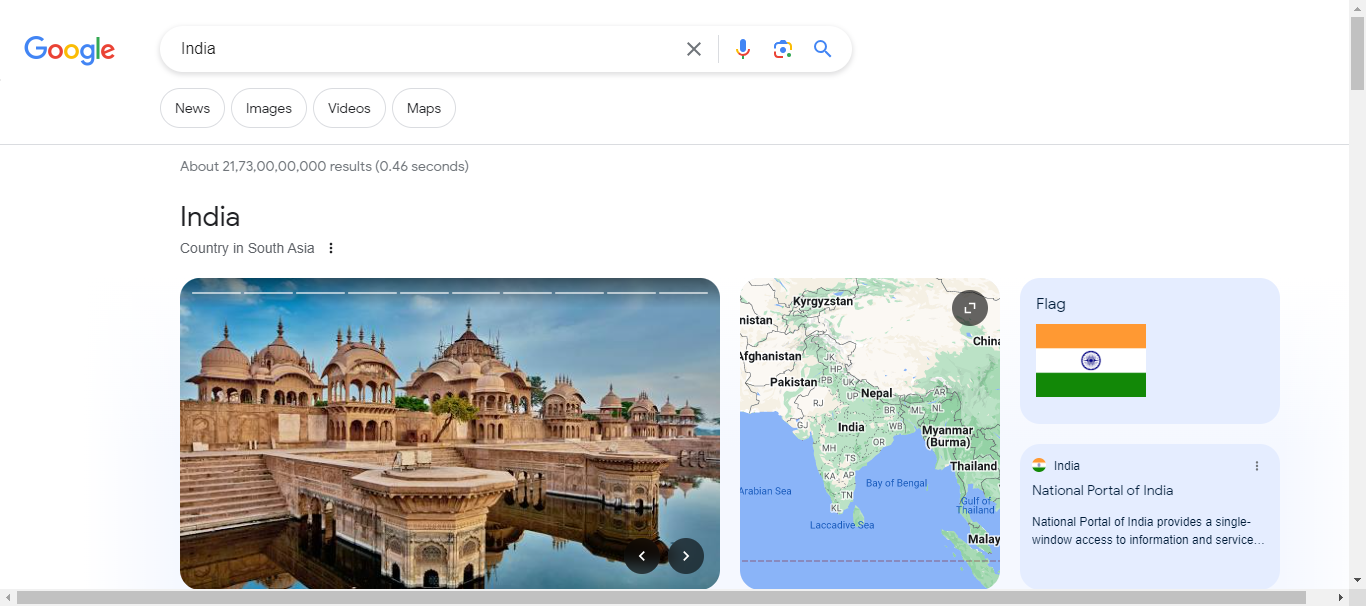 Google
India
News Images Videos Maps
About 21,73,00,00,000 results (0.46 seconds)
India
Country in South Asia
Kyrgyzstan
nistan
China
Afghanistan
JK
HP
Pakistan PB UK
UP Nepal AR
RJ
BR ML NL
GJ India WB
Myanmar
(Burma)
OR
MH
TS
Thailand
KA AP
Bay of Bengal
Arabian Sea
TN
Gulf of
Thailand
KL
Laccadive Sea
Malay
Flag
India
National Portal of India
National Portal of India provides a single-
window access to information and service...